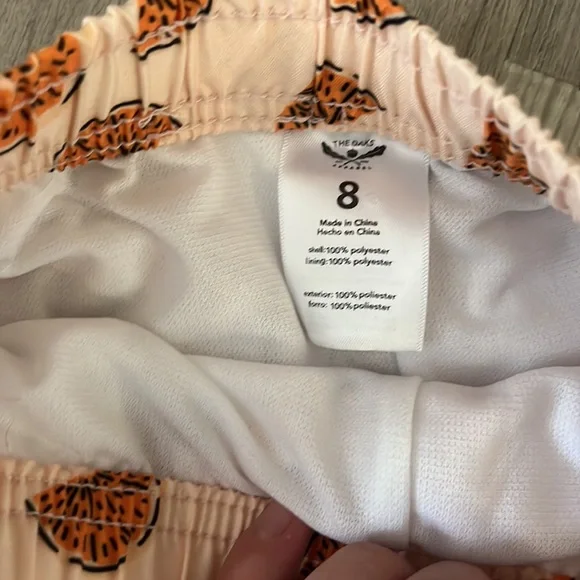 THE OAKS
APPAREL
8
Made in China
Hecho en China
shell:100% polyester
lining:100% polyester
exterior: 100% poliester
forro: 100% poliester